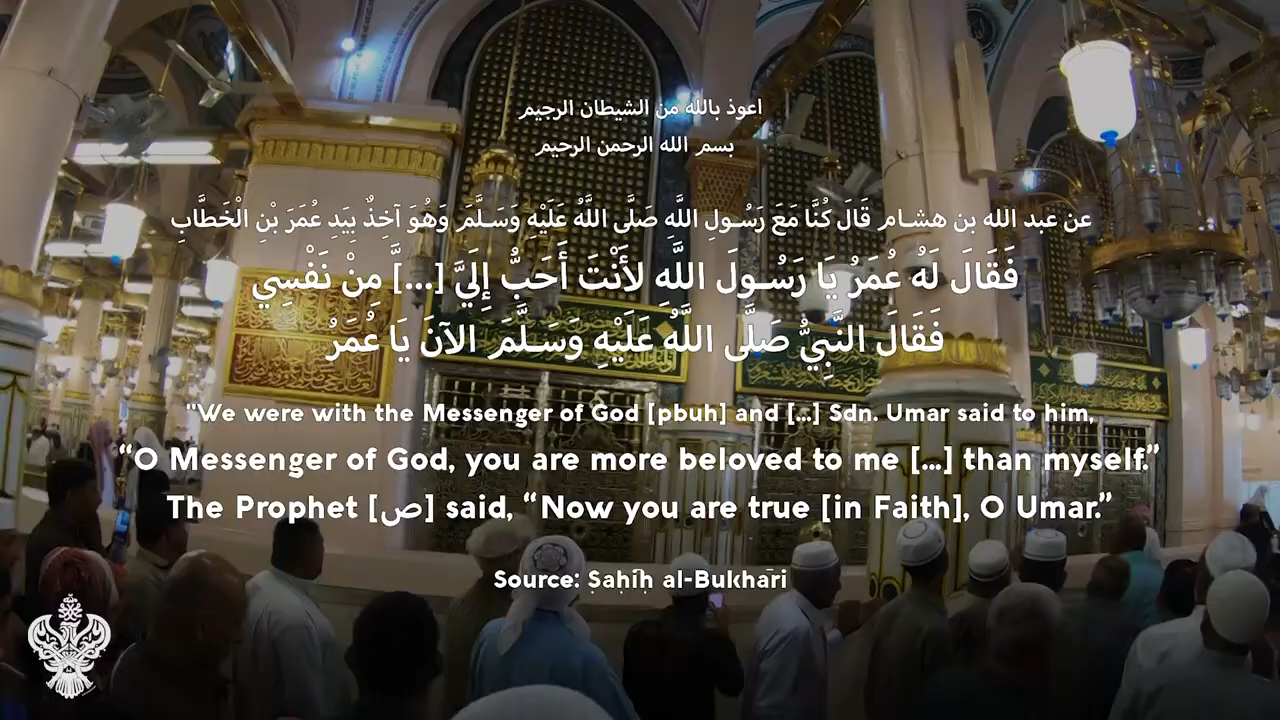 اعوذ بالله من الشيطان الرجيم
بسم الله الرحمن الرحيم
عن عبد الله بن هشام قَالَ كُنَّا مَعَ رَسُولِ اللَّهِ صَلَّى اللَّهُ عَلَيْهِ وَسَلَّمَ وَهُوَ آخِذٌ بِيَدِ عُمَرَ بْنِ الْخَطَّابِ
فَقَالَ لَهُ عُمَرُ يَا رَسُولَ اللَّهِ لأَنْتَ أَحَبُّ إِلَيَّ [...] مِنْ نَفْسِي
فَقَالَ النَّبِيُّ صَلَّى اللَّهُ عَلَيْهِ وَسَلَّمَ الآنَ يَا عُمَرُ
"We were with the Messenger of God [pbuh] and [...] Sdn. Umar said to him,
“O Messenger of God, you are more beloved to me [...] than myself.”
The Prophet [ص] said, “Now you are true [in Faith], O Umar.”
Source: Ṣaḥīḥ al-Bukhāri